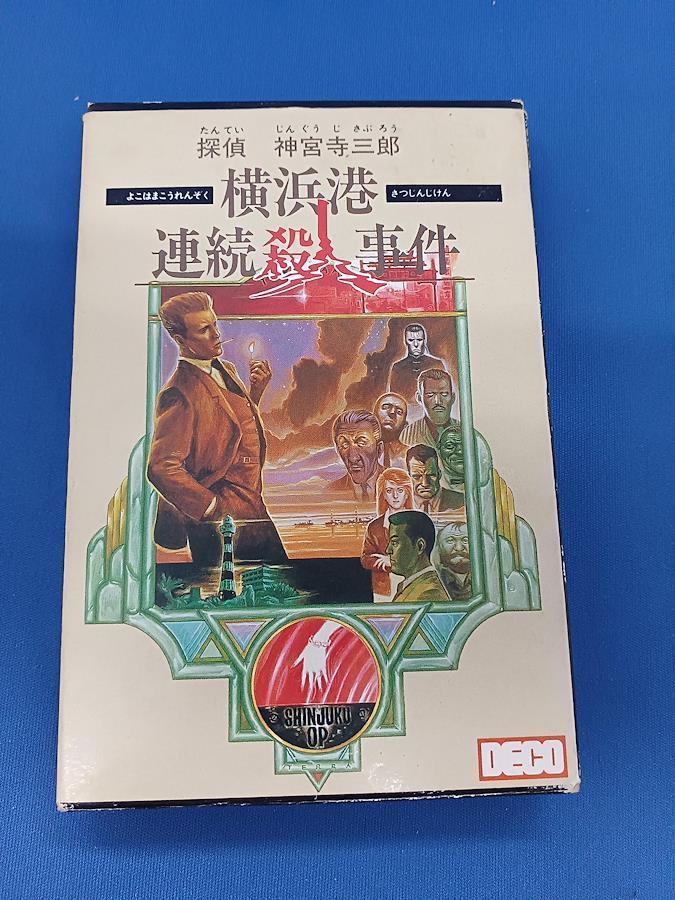 たんてい じんぐうじ さぶろう
探偵 神宮寺三郎
よこはまこうれんぞく 横浜港 さつじんじけん
連続殺人事件
SHINJUKU
OP.
TERRA
DECO